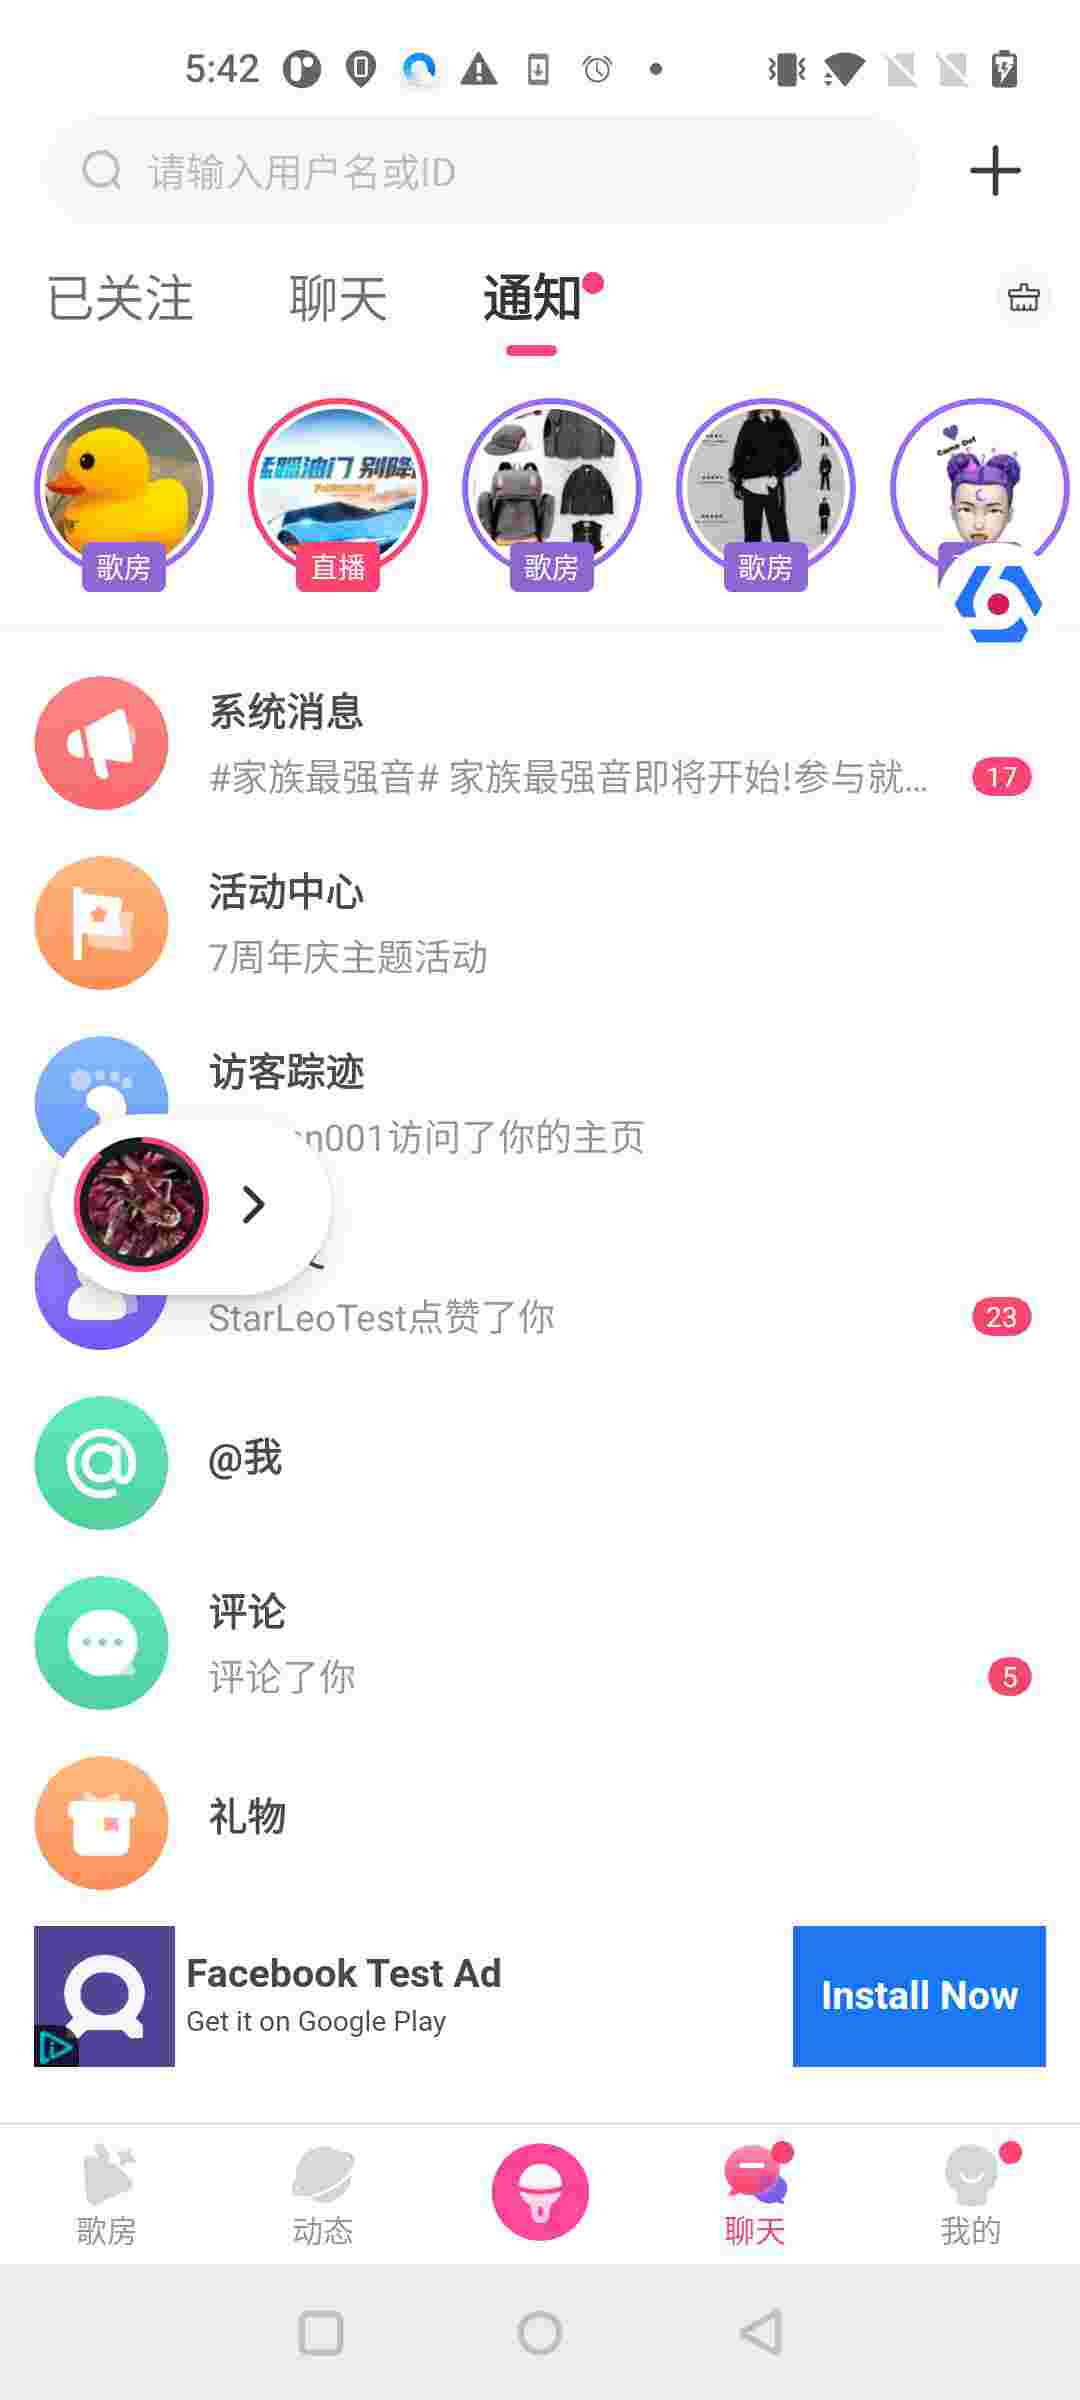 5:42
请输入用户名或ID
已关注
聊天
通知
歌房
直播
歌房
歌房
系统消息
#家族最强音# 家族最强音即将开始!参与就...
17
活动中心
7周年庆主题活动
访客踪迹
n001访问了你的主页
StarLeoTest点赞了你
23
@我
评论
评论了你
5
礼物
Facebook Test Ad
Get it on Google Play
Install Now
歌房
动态
聊天
我的